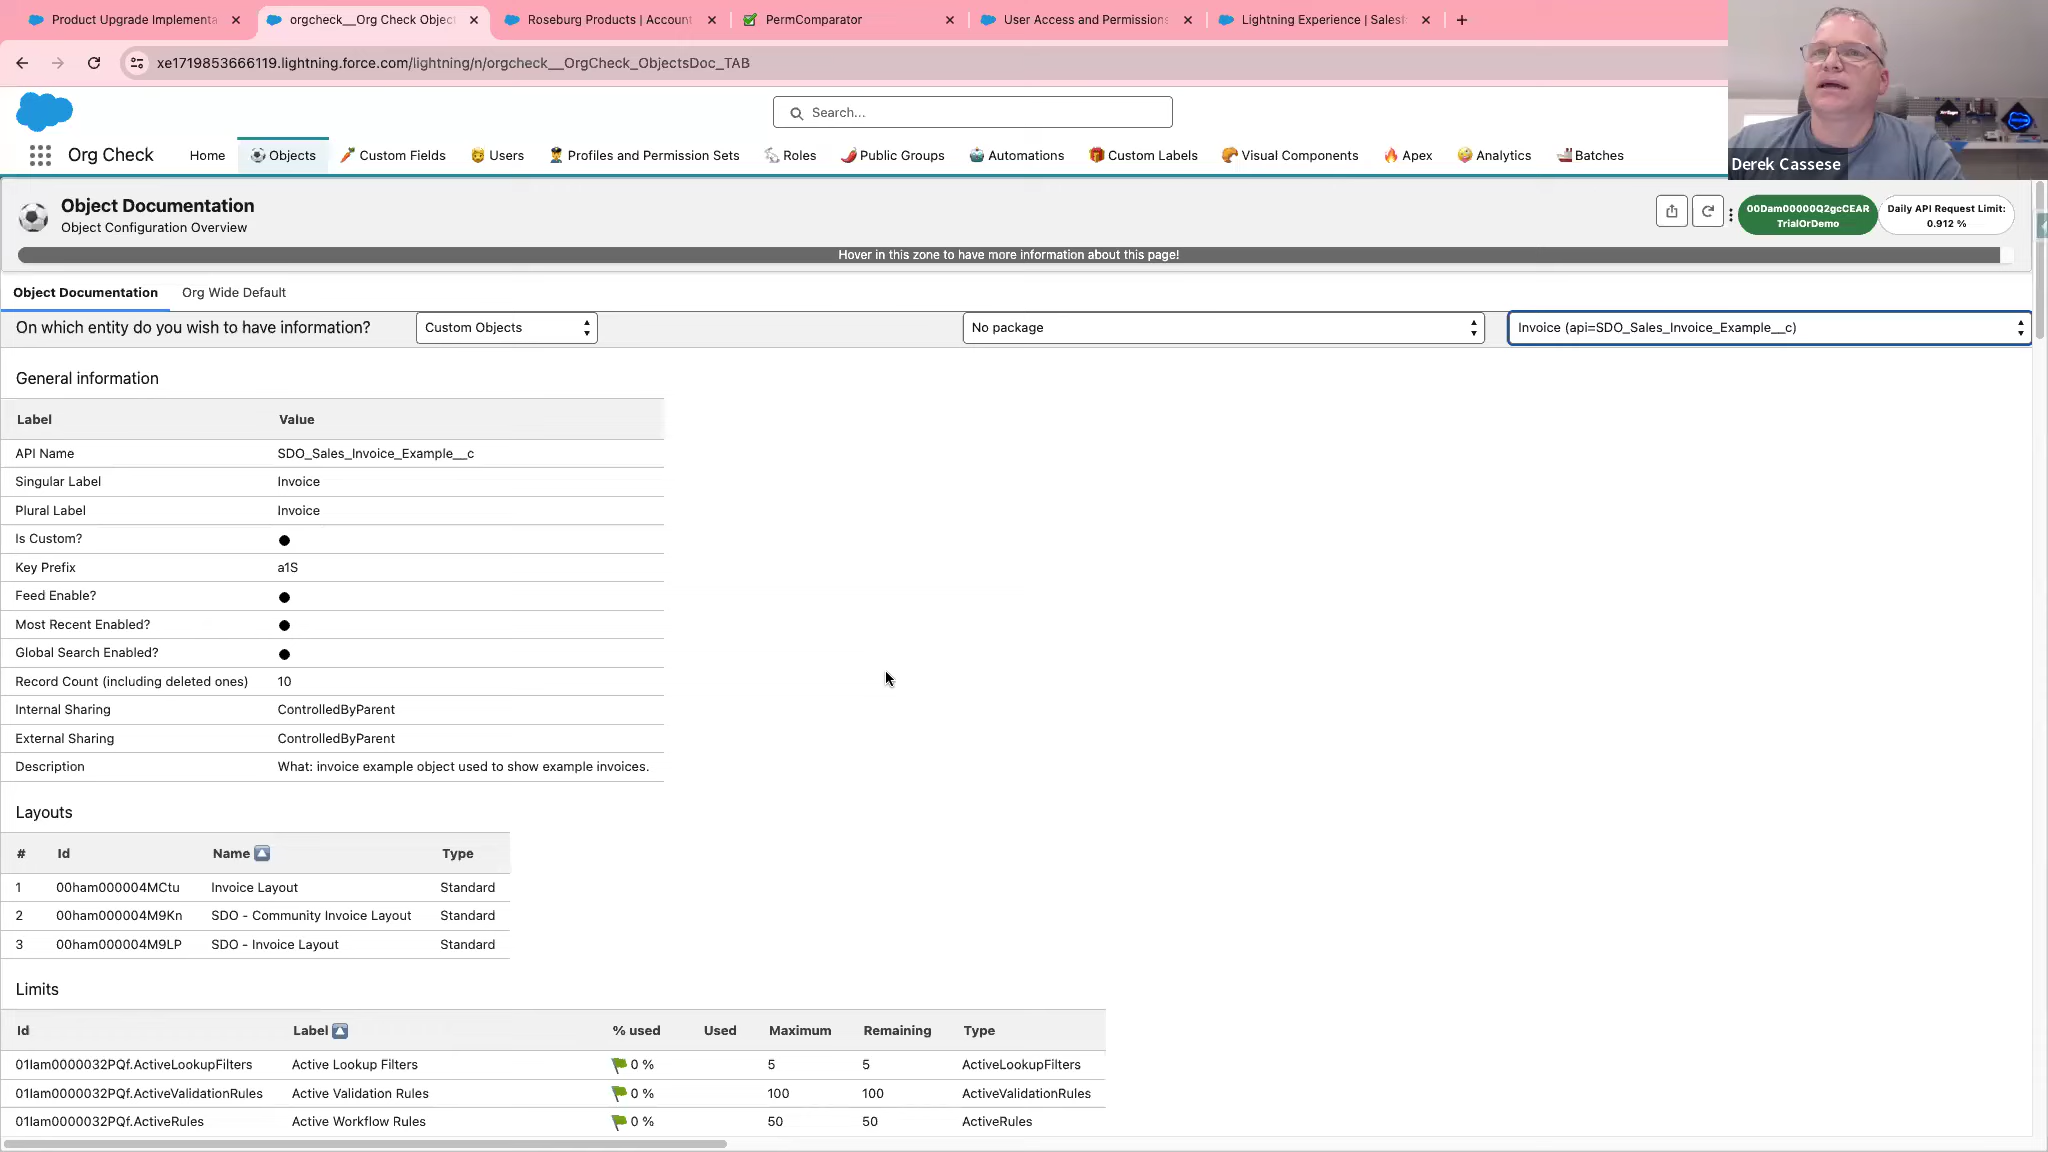 Product Upgrade Implementa
orgcheck__Org Check Object
Roseburg Products | Account
PermComparator
User Access and Permissions
Lightning Experience | Salesf
xe1719853666119.lightning.force.com/lightning/n/orgcheck__OrgCheck_ObjectsDoc_TAB
Search...
Derek Cassese
Org Check
Home
Objects
Custom Fields
Users
Profiles and Permission Sets
Roles
Public Groups
Automations
Custom Labels
Visual Components
Apex
Analytics
Batches
Object Documentation
Object Configuration Overview
00Dam00000Q2gcCEAR
TrialOrDemo
Daily API Request Limit:
0.912 %
Hover in this zone to have more information about this page!
Object Documentation
Org Wide Default
On which entity do you wish to have information?
Custom Objects
No package
Invoice (api=SDO_Sales_Invoice_Example__c)
General information
Label Value
API Name SDO_Sales_Invoice_Example__c
Singular Label Invoice
Plural Label Invoice
Is Custom?
Key Prefix a1S
Feed Enable?
Most Recent Enabled?
Global Search Enabled?
Record Count (including deleted ones) 10
Internal Sharing ControlledByParent
External Sharing ControlledByParent
Description What: invoice example object used to show example invoices.
Layouts
# Id Name Type
1 00ham000004MCtu Invoice Layout Standard
2 00ham000004M9Kn SDO - Community Invoice Layout Standard
3 00ham000004M9LP SDO - Invoice Layout Standard
Limits
Id Label % used Used Maximum Remaining Type
01Iam0000032PQf.ActiveLookupFilters Active Lookup Filters 0 % 5 5 ActiveLookupFilters
01Iam0000032PQf.ActiveValidationRules Active Validation Rules 0 % 100 100 ActiveValidationRules
01Iam0000032PQf.ActiveRules Active Workflow Rules 0 % 50 50 ActiveRules